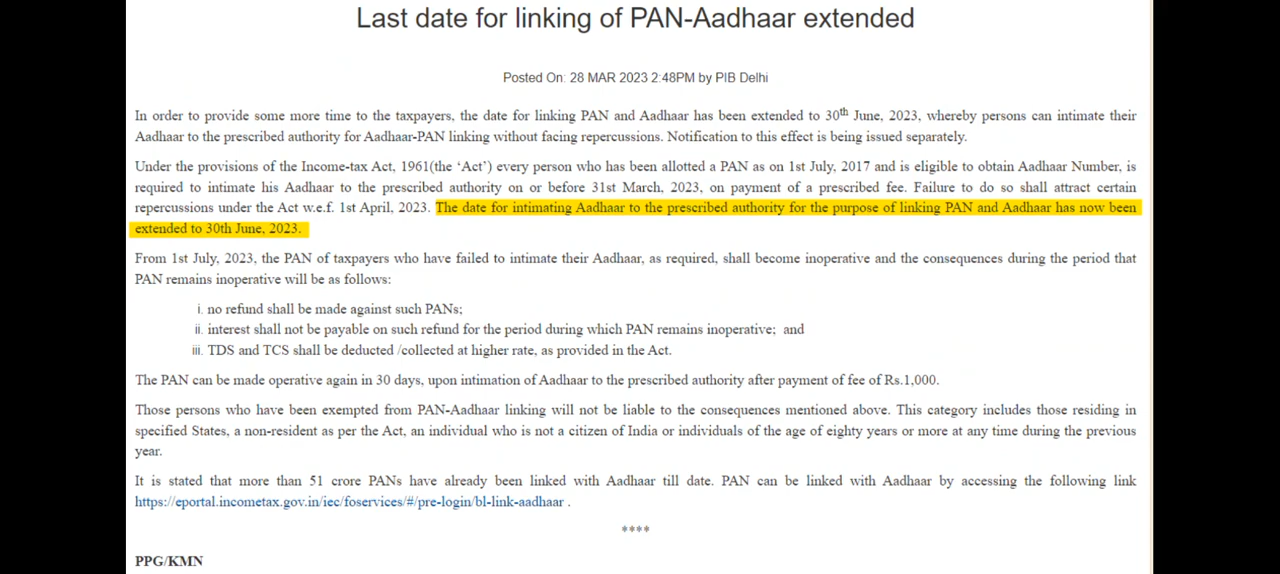 Last date for linking of PAN-Aadhaar extended
Posted On: 28 MAR 2023 2:48PM by PIB Delhi
In order to provide some more time to the taxpayers, the date for linking PAN and Aadhaar has been extended to 30th June, 2023, whereby persons can intimate their
Aadhaar to the prescribed authority for Aadhaar-PAN linking without facing repercussions. Notification to this effect is being issued separately.
Under the provisions of the Income-tax Act, 1961(the ‘Act’) every person who has been allotted a PAN as on 1st July, 2017 and is eligible to obtain Aadhaar Number, is
required to intimate his Aadhaar to the prescribed authority on or before 31st March, 2023, on payment of a prescribed fee. Failure to do so shall attract certain
repercussions under the Act w.e.f. 1st April, 2023. The date for intimating Aadhaar to the prescribed authority for the purpose of linking PAN and Aadhaar has now been
extended to 30th June, 2023.
From 1st July, 2023, the PAN of taxpayers who have failed to intimate their Aadhaar, as required, shall become inoperative and the consequences during the period that
PAN remains inoperative will be as follows:
i. no refund shall be made against such PANs;
ii. interest shall not be payable on such refund for the period during which PAN remains inoperative; and
iii. TDS and TCS shall be deducted /collected at higher rate, as provided in the Act.
The PAN can be made operative again in 30 days, upon intimation of Aadhaar to the prescribed authority after payment of fee of Rs.1,000.
Those persons who have been exempted from PAN-Aadhaar linking will not be liable to the consequences mentioned above. This category includes those residing in
specified States, a non-resident as per the Act, an individual who is not a citizen of India or individuals of the age of eighty years or more at any time during the previous
year.
It is stated that more than 51 crore PANs have already been linked with Aadhaar till date. PAN can be linked with Aadhaar by accessing the following link
https://eportal.incometax.gov.in/iec/foservices/#/pre-login/bl-link-aadhaar .
****
PPG/KMN